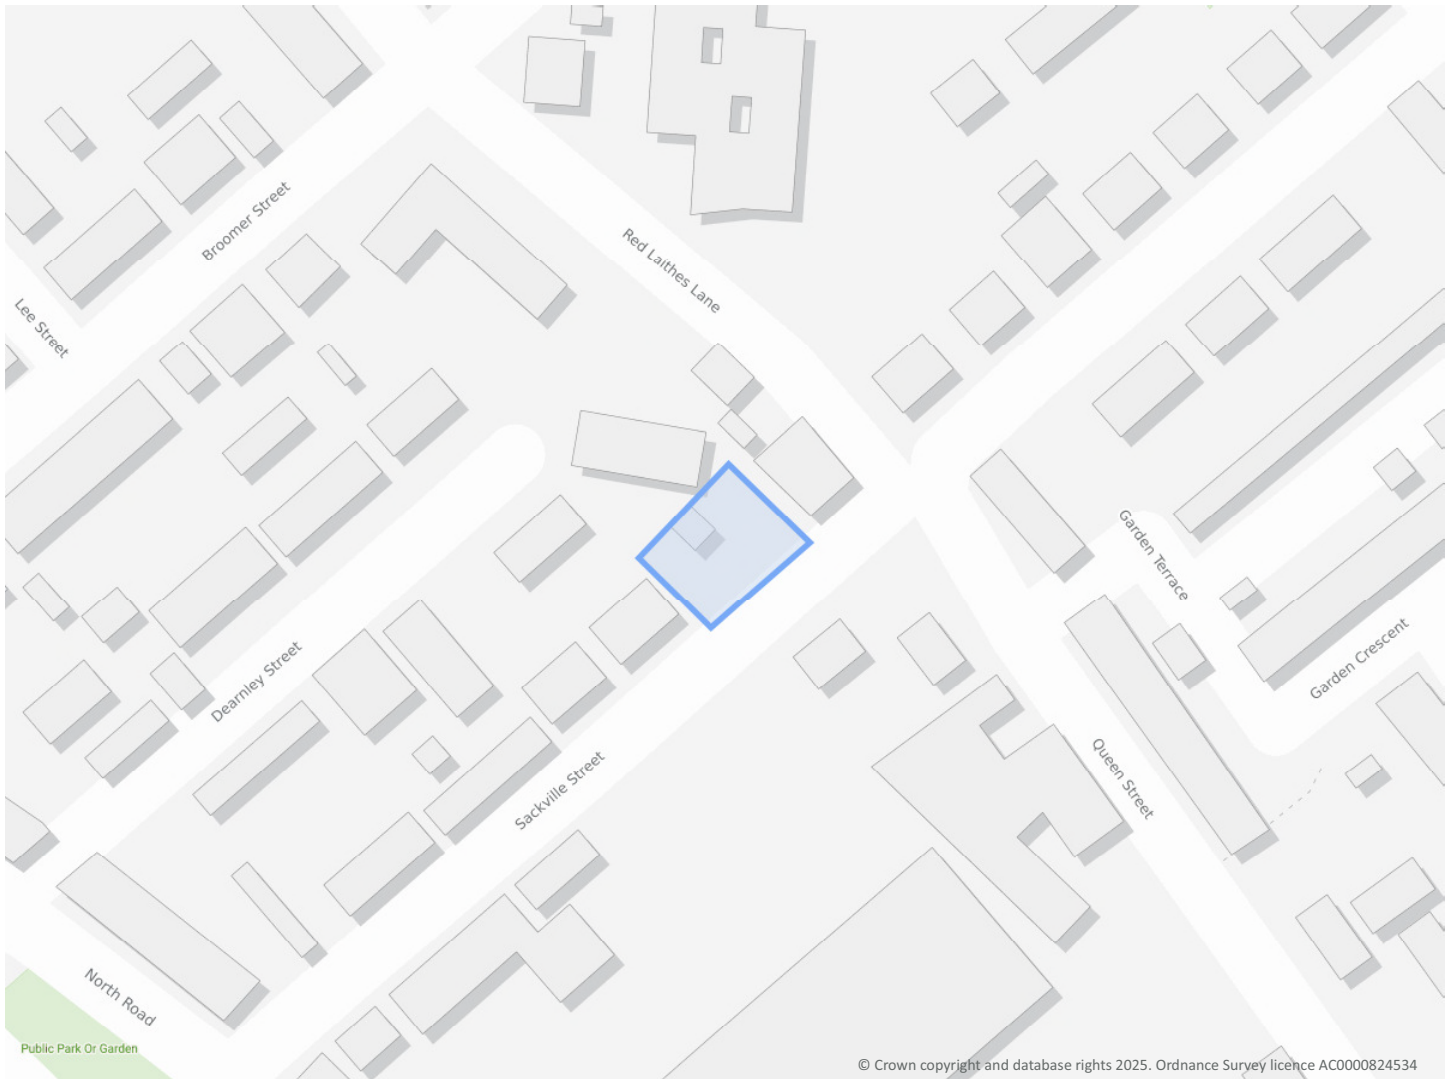 Broomer Street
Red Laithes Lane
Lee Street
Garden Terrace
Garden Crescent
Dearnley Street
Sackville Street
Queen Street
North Road
Public Park Or Garden
© Crown copyright and database rights 2025. Ordnance Survey licence AC0000824534